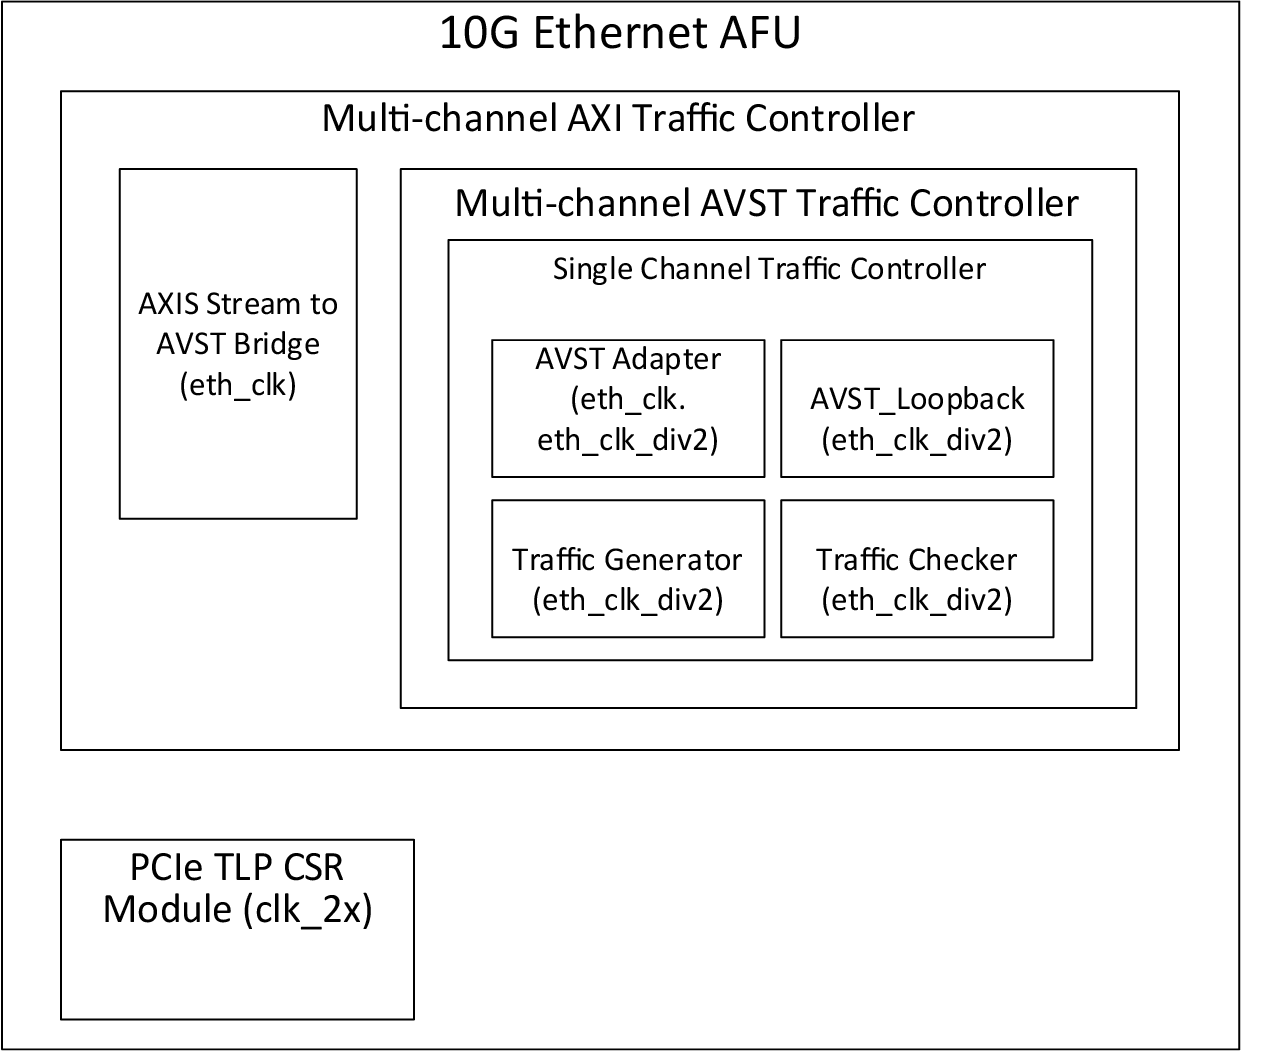 10G Ethernet AFU
Multi-channel AXI Traffic Controller
AXIS Stream to
AVST Bridge
(eth_clk)
Multi-channel AVST Traffic Controller
Single Channel Traffic Controller
AVST Adapter
(eth_clk.
eth_clk_div2)
AVST_Loopback
(eth_clk_div2)
Traffic Generator
(eth_clk_div2)
Traffic Checker
(eth_clk_div2)
PCIe TLP CSR
Module (clk_2x)